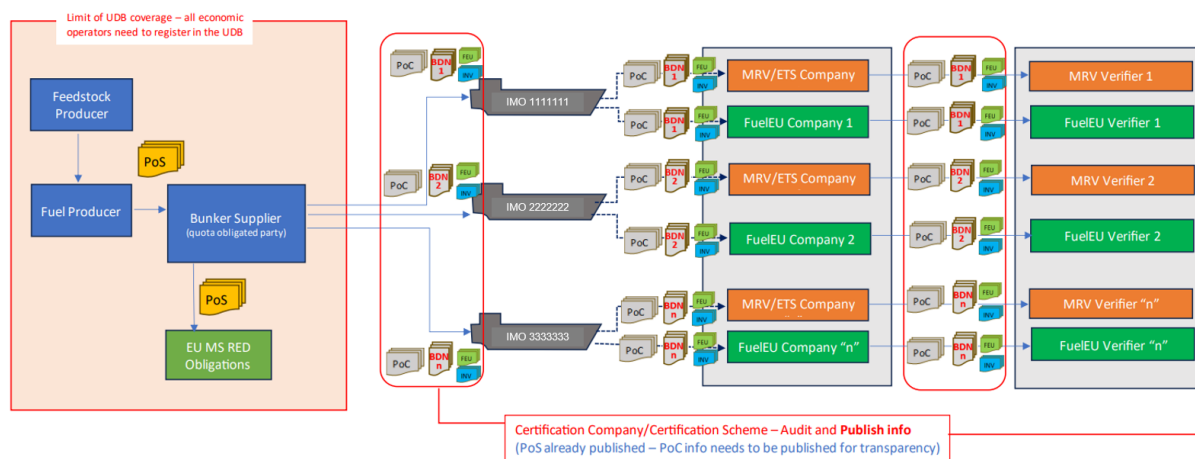 Limit of UDB coverage – all economic
operators need to register in the UDB
Feedstock
Producer
PoS
Fuel Producer
Bunker Supplier
(quota obligated party)
PoS
EU MS RED
Obligations
PoC
BDN
1
FEU
INV
IMO 1111111
PoC
BDN
1
FEU
INV
MRV/ETS Company
PoC
BDN
1
FEU
INV
MRV Verifier 1
PoC
BDN
1
FEU
INV
FuelEU Company 1
PoC
BDN
1
FEU
INV
FuelEU Verifier 1
PoC
BDN
2
FEU
INV
IMO 2222222
PoC
BDN
2
FEU
INV
MRV/ETS Company
PoC
BDN
2
FEU
INV
MRV Verifier 2
PoC
BDN
2
FEU
INV
FuelEU Company 2
PoC
BDN
2
FEU
INV
FuelEU Verifier 2
PoC
BDN
n
FEU
INV
IMO 3333333
PoC
BDN
n
FEU
INV
MRV/ETS Company
PoC
BDN
n
FEU
INV
MRV Verifier “n”
PoC
BDN
n
FEU
INV
FuelEU Company “n”
PoC
BDN
n
FEU
INV
FuelEU Verifier “n”
Certification Company/Certification Scheme – Audit and Publish info
(PoS already published – PoC info needs to be published for transparency)